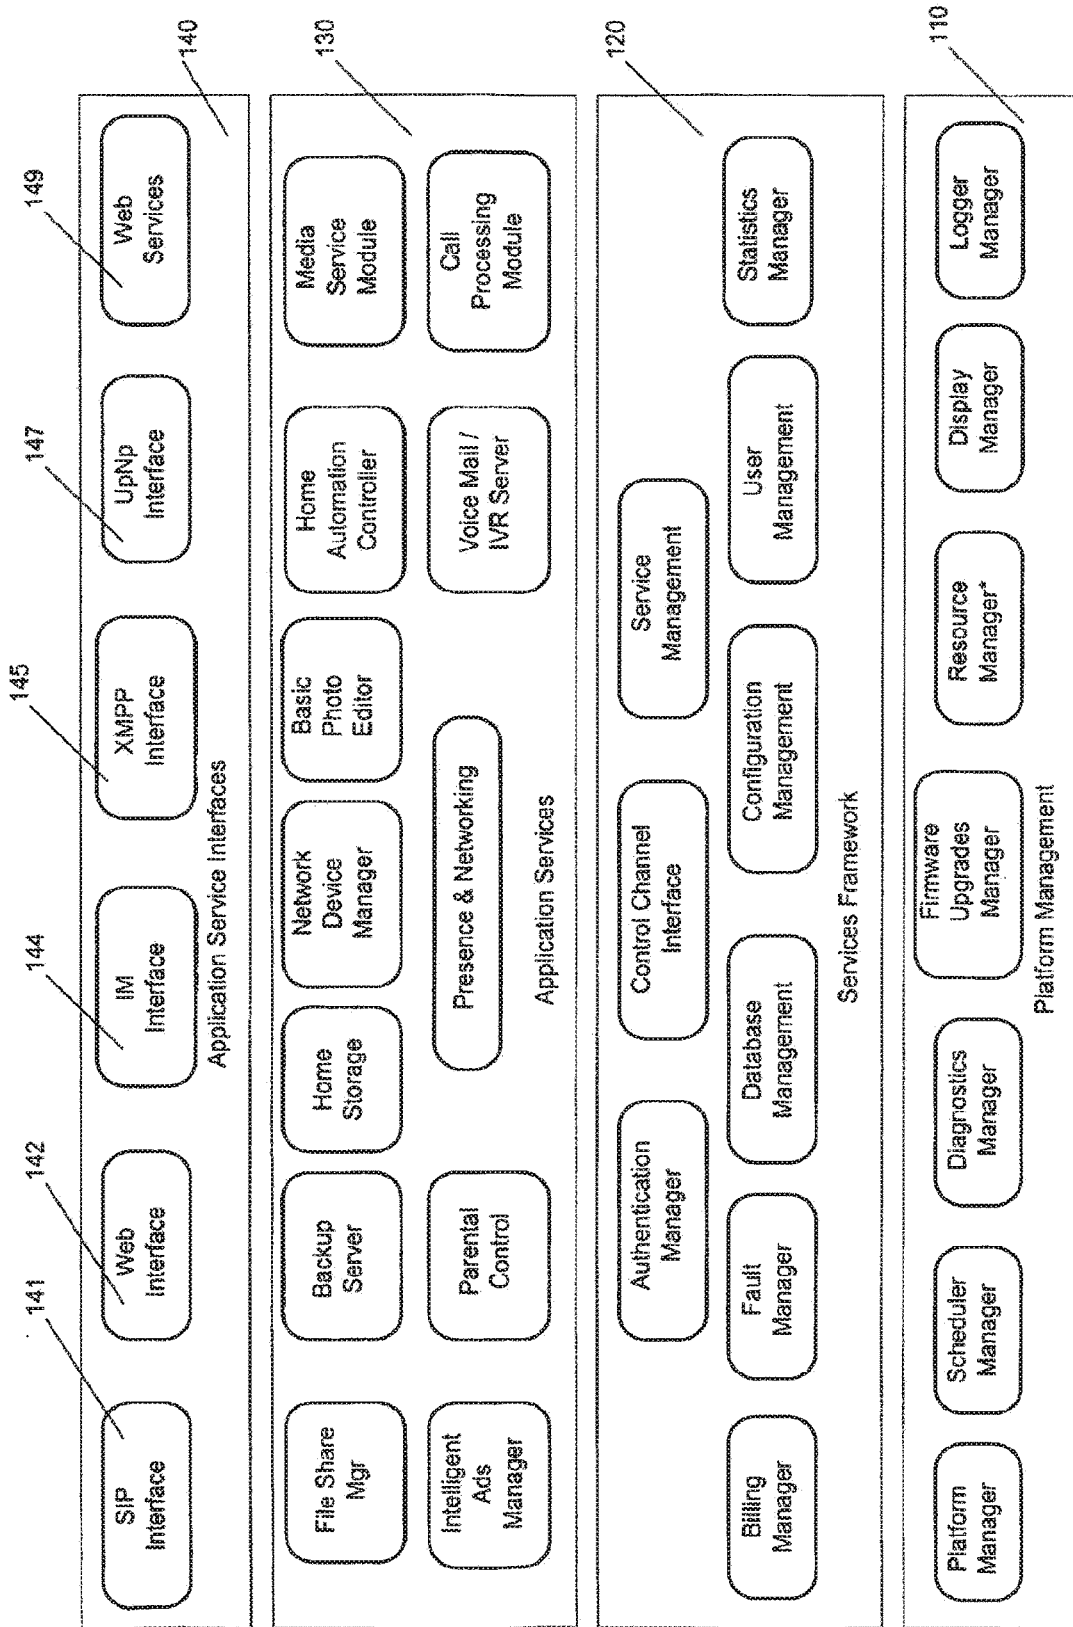 141
142
144
145
147
149
SIP
Interface
Web
Interface
IM
Interface
XMPP
Interface
UpNp
Interface
Web
Services
140
Application Service Interfaces
130
File Share
Mgr
Backup
Server
Home
Storage
Network
Device
Manager
Basic
Photo
Editor
Home
Automation
Controller
Media
Service
Module
Intelligent
Ads
Manager
Parental
Control
Presence & Networking
Voice Mail /
IVR Server
Call
Processing
Module
Application Services
120
Authentication
Manager
Control Channel
Interface
Service
Management
Billing
Manager
Fault
Manager
Database
Management
Configuration
Management
User
Management
Statistics
Manager
Services Framework
110
Platform
Manager
Scheduler
Manager
Diagnostics
Manager
Firmware
Upgrades
Manager
Resource
Manager*
Display
Manager
Logger
Manager
Platform Management